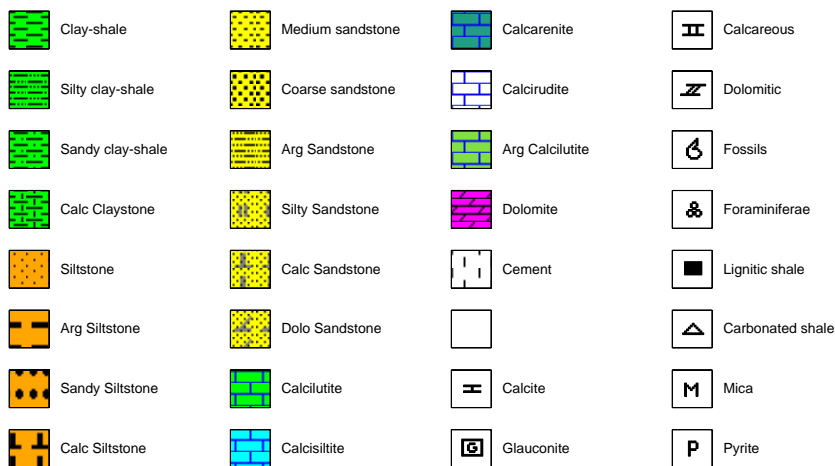 Clay-shale
Medium sandstone
Calcarenite
Calcareous
Silty clay-shale
Coarse sandstone
Calcirudite
Dolomitic
Sandy clay-shale
Arg Sandstone
Arg Calcilutite
Fossils
Calc Claystone
Silty Sandstone
Dolomite
Foraminiferae
Siltstone
Calc Sandstone
Cement
Lignitic shale
Arg Siltstone
Dolo Sandstone
Carbonated shale
Sandy Siltstone
Calcilutite
Calcite
M Mica
Calc Siltstone
Calcisiltite
G Glauconite
P Pyrite